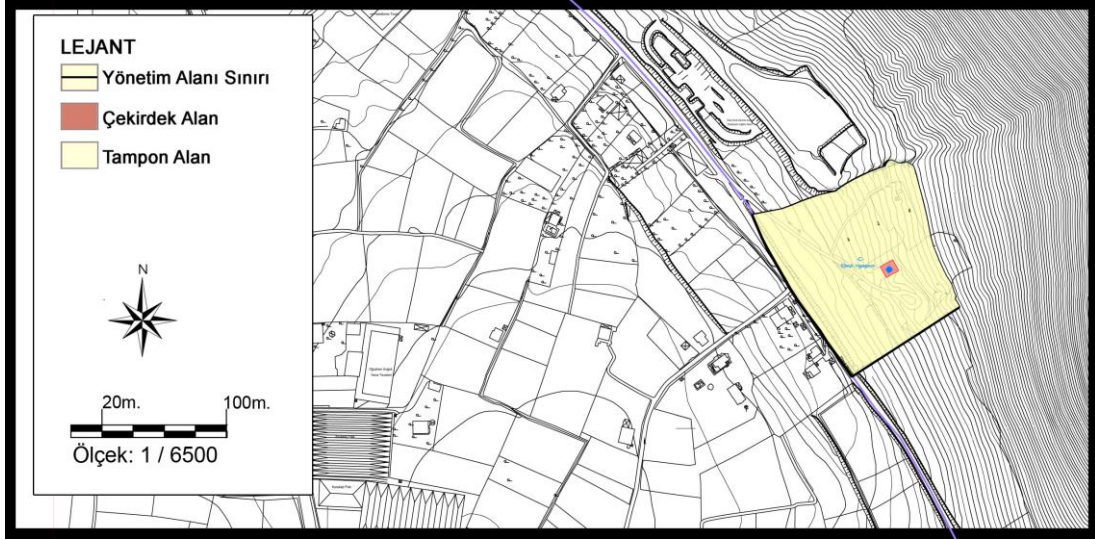 LEJANT
Yönetim Alanı Sınırı
Çekirdek Alan
Tampon Alan
N
20m. 100m.
Ölçek: 1 / 6500